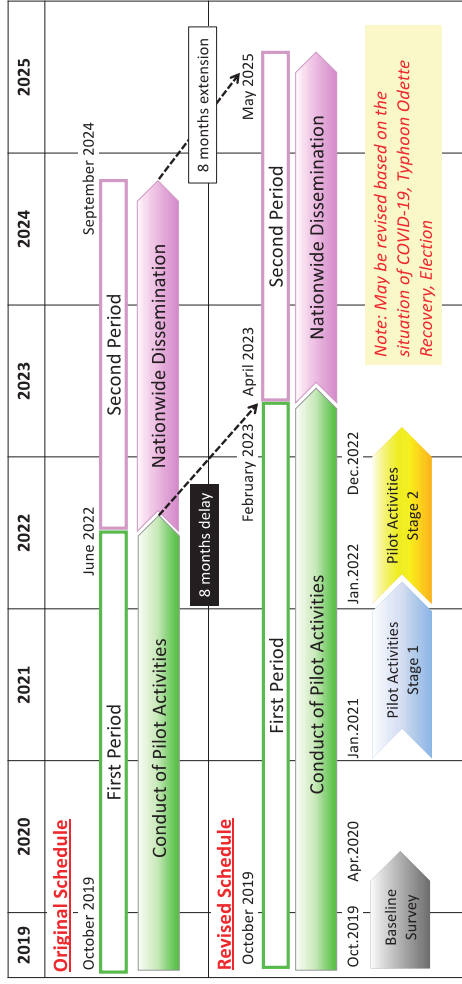 2019 2020 2021 2022 2023 2024 2025
Original Schedule
October 2019 June 2022 September 2024
First Period Second Period
Conduct of Pilot Activities Nationwide Dissemination
8 months delay 8 months extension
Revised Schedule
October 2019 February 2023 April 2023 May 2025
First Period Second Period
Conduct of Pilot Activities Nationwide Dissemination
Oct.2019 Apr.2020 Jan.2021 Jan.2022 Dec.2022
Baseline
Survey
Pilot Activities
Stage 1
Pilot Activities
Stage 2
Note: May be revised based on the
situation of COVID-19, Typhoon Odette
Recovery, Election